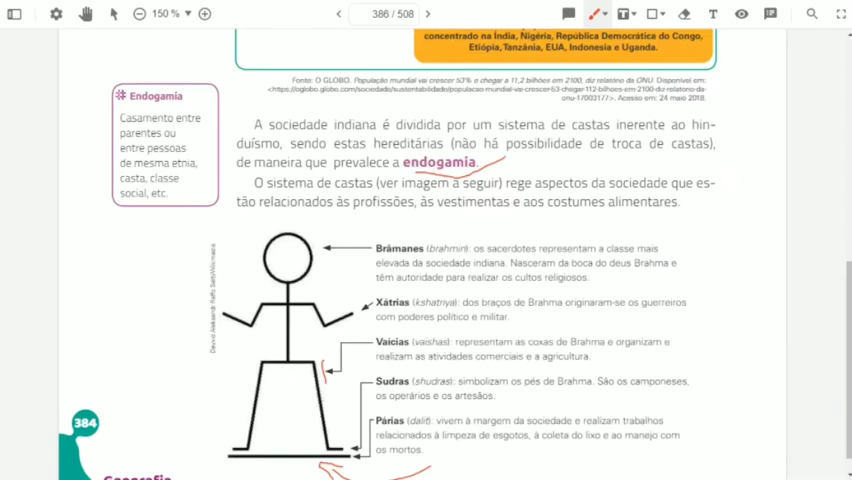 150 %
386 / 508
concentrado na Índia, Nigéria, República Democrática do Congo,
Etiópia, Tanzânia, EUA, Indonesia e Uganda.
Fonte: O GLOBO. População mundial vai crescer 53% e chegar a 11,2 bilhões em 2100, diz relatório da ONU. Disponível em:
<https://oglobo.globo.com/sociedade/sustentabilidade/populacao-mundial-vai-crescer-53-chegar-112-bilhoes-em-2100-diz-relatorio-da-
onu-17003177>. Acesso em: 24 maio 2018.
Endogamia
Casamento entre
parentes ou
entre pessoas
de mesma etnia,
casta, classe
social, etc.
A sociedade indiana é dividida por um sistema de castas inerente ao hin-
duísmo, sendo estas hereditárias (não há possibilidade de troca de castas),
de maneira que prevalece a endogamia.
O sistema de castas (ver imagem a seguir) rege aspectos da sociedade que es-
tão relacionados às profissões, às vestimentas e aos costumes alimentares.
Brâmanes (brahmin): os sacerdotes representam a classe mais
elevada da sociedade indiana. Nasceram da boca do deus Brahma e
têm autoridade para realizar os cultos religiosos.
Xátrias (kshatriya): dos braços de Brahma originaram-se os guerreiros
com poderes político e militar.
Vaícias (vaishas): representam as coxas de Brahma e organizam e
realizam as atividades comerciais e a agricultura.
Sudras (shudras): simbolizam os pés de Brahma. São os camponeses,
os operários e os artesãos.
Párias (dalit): vivem à margem da sociedade e realizam trabalhos
relacionados à limpeza de esgotos, à coleta do lixo e ao manejo com
os mortos.
384
Geografia